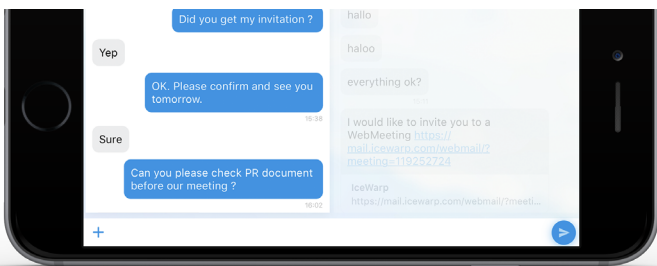 Did you get my invitation ?
Yep
OK. Please confirm and see you
tomorrow.
15:38
Sure
Can you please check PR document
before our meeting ?
16:02
hallo
haloo
everything ok?
I would like to invite you to a
WebMeeting https://
mail.icewarp.com/webmail/?
meeting=119252724
IceWarp
https://mail.icewarp.com/webmail/?meeti...